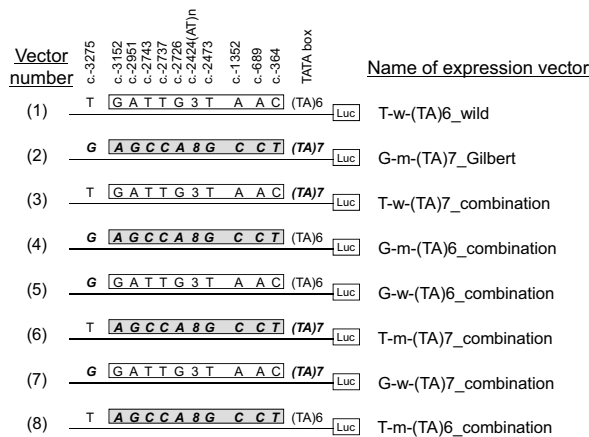 Vector number
c.-3275
c.-3152
c.-2951
c.-2743
c.-2737
c.-2726
c.-2424(AT)n
c.-2473
c.-1352
c.-689
c.-364
TATA box
Name of expression vector
(1) T G A T T G 3 T A A C (TA)6 Luc T-w-(TA)6_wild
(2) G A G C C A 8 G C C T (TA)7 Luc G-m-(TA)7_Gilbert
(3) T G A T T G 3 T A A C (TA)7 Luc T-w-(TA)7_combination
(4) G A G C C A 8 G C C T (TA)6 Luc G-m-(TA)6_combination
(5) G G A T T G 3 T A A C (TA)6 Luc G-w-(TA)6_combination
(6) T A G C C A 8 G C C T (TA)7 Luc T-m-(TA)7_combination
(7) G G A T T G 3 T A A C (TA)7 Luc G-w-(TA)7_combination
(8) T A G C C A 8 G C C T (TA)6 Luc T-m-(TA)6_combination